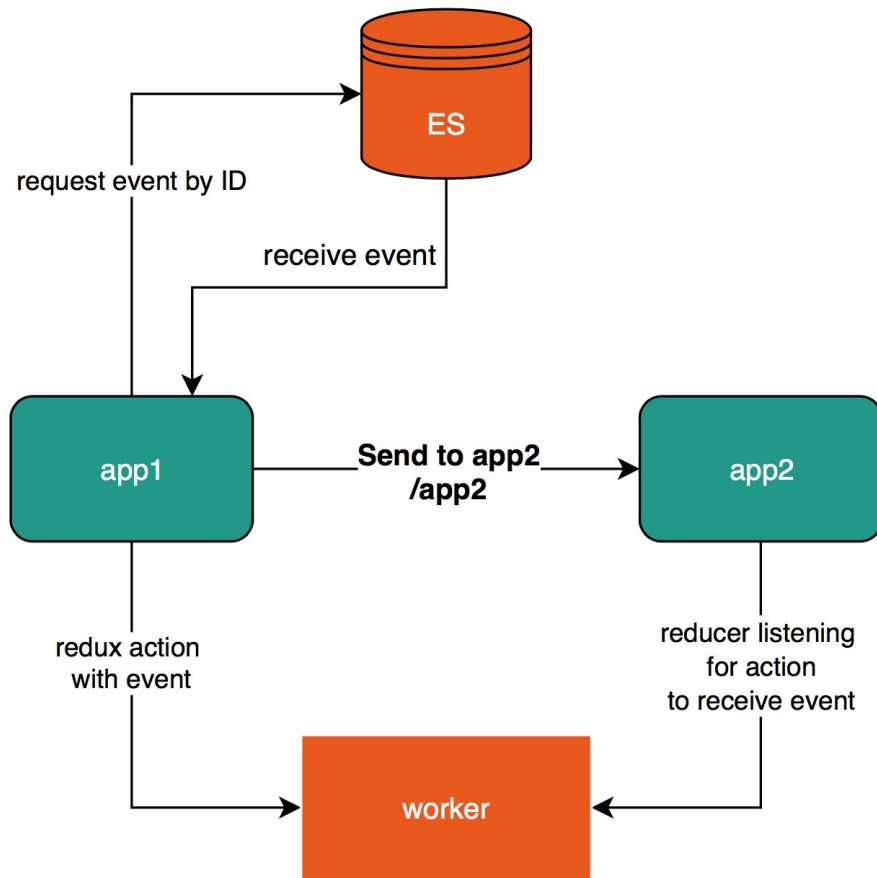 ES
request event by ID
receive event
app1
Send to app2
/app2
app2
redux action
with event
reducer listening
for action
to receive event
worker